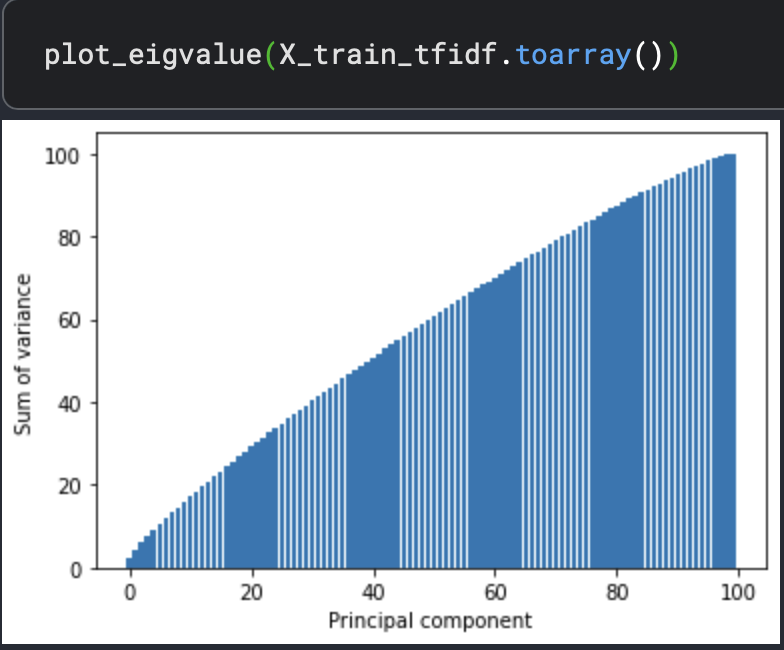 plot_eigvalue(X_train_tfidf.toarray())
100
80
60
40
20
0
Sum of variance
0 20 40 60 80 100
Principal component